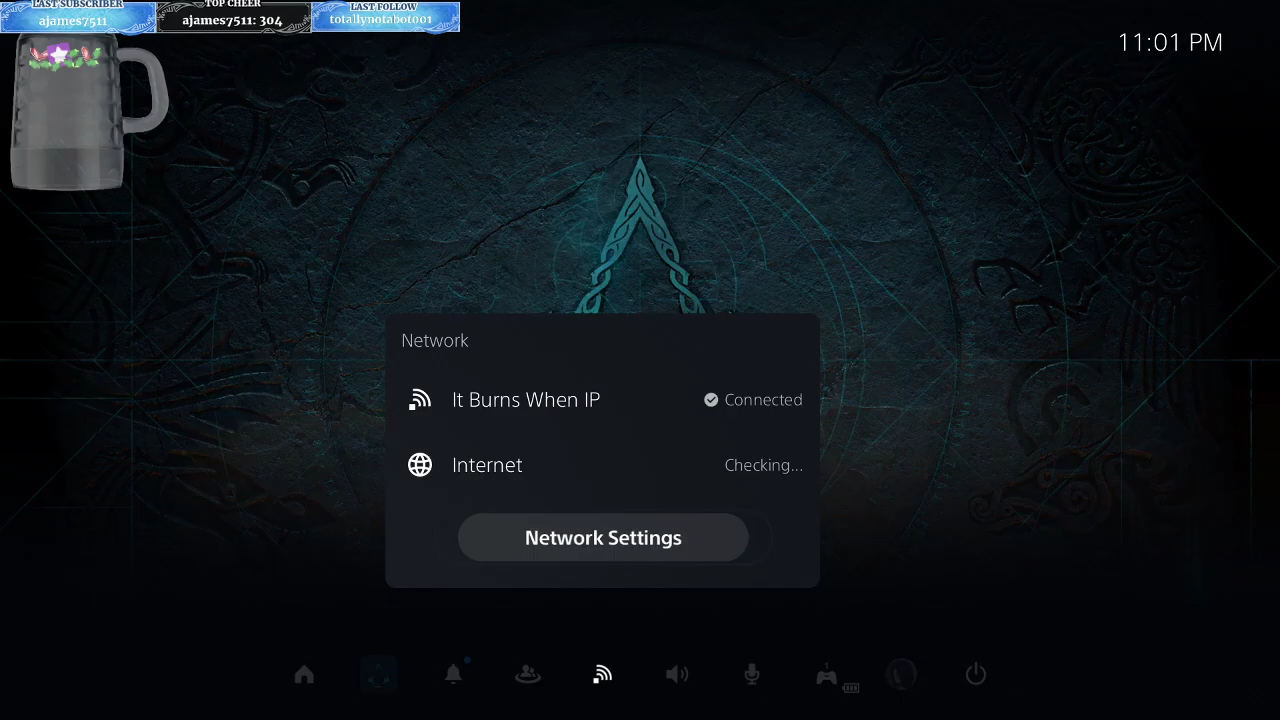 LAST SUBSCRIBER
ajames7511
TOP CHEER
ajames7511: 304
LAST FOLLOW
totallynotabot001
11:01 PM
Network
It Burns When IP Connected
Internet Checking...
Network Settings
1